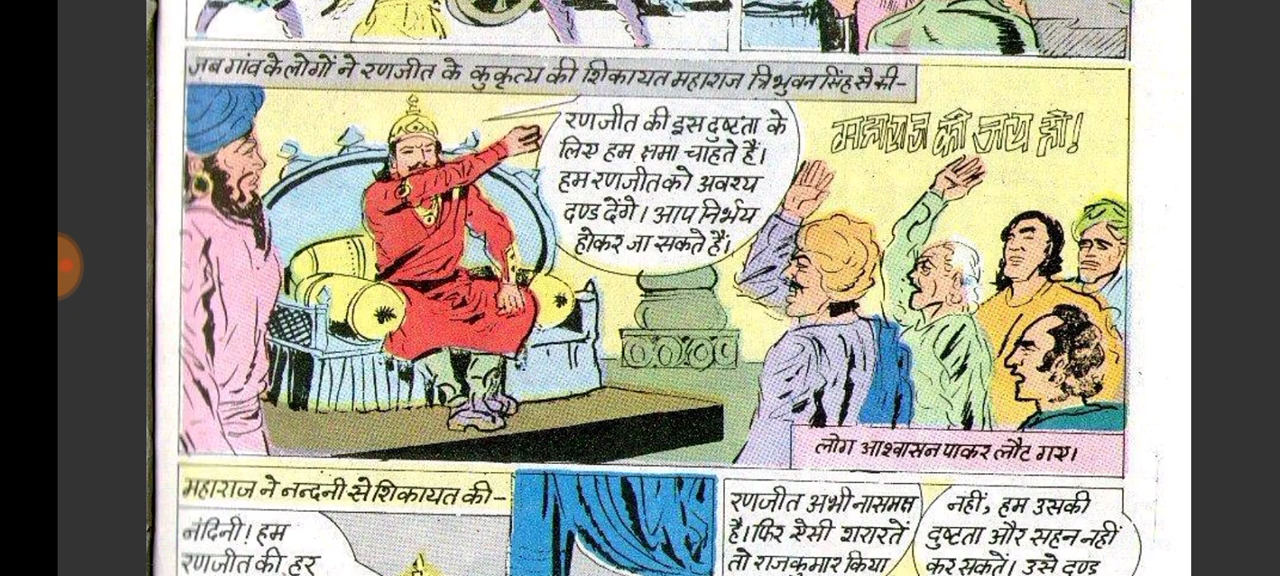 जब गांव के लोगों ने रणजीत के कुकृत्य की शिकायत महाराज त्रिभुवन सिंह से की-
रणजीत की इस दुष्टता के
लिए हम क्षमा चाहते हैं।
हम रणजीत को अवश्य
दण्ड देंगे। आप निर्भय
होकर जा सकते हैं।
महाराज की जय हो!
लोग आश्वासन पाकर लौट गए।
महाराज ने नन्दनी से शिकायत की-
नंदिनी! हम
रणजीत की हर
रणजीत अभी नासमझ
है। फिर ऐसी शरारतें
तो राजकुमार किया
नहीं, हम उसकी
दुष्टता और सहन नहीं
कर सकते। उसे दण्ड